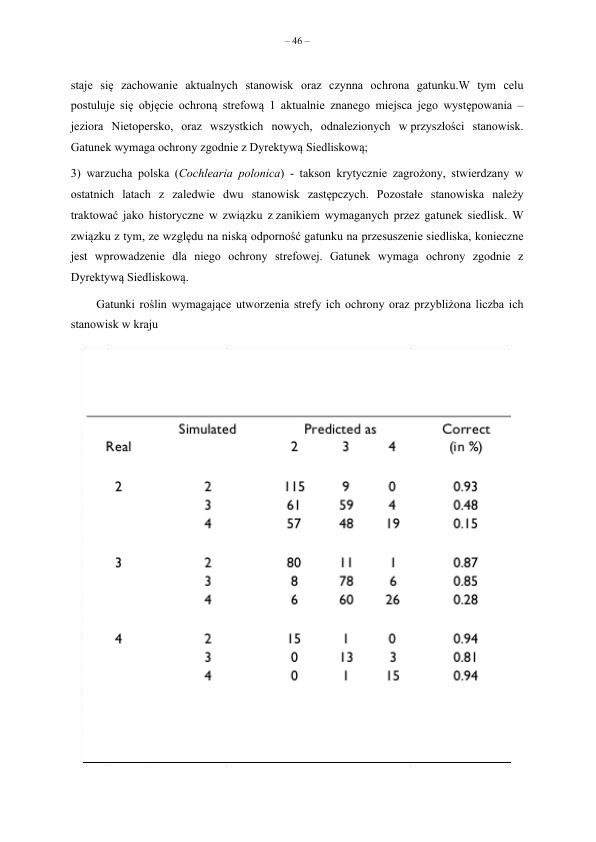 – 46 –
staje się zachowanie aktualnych stanowisk oraz czynna ochrona gatunku.W tym celu
postuluje się objęcie ochroną strefową 1 aktualnie znanego miejsca jego występowania –
jeziora Nietopersko, oraz wszystkich nowych, odnalezionych w przyszłości stanowisk.
Gatunek wymaga ochrony zgodnie z Dyrektywą Siedliskową;
3) warzucha polska (Cochlearia polonica) - takson krytycznie zagrożony, stwierdzany w
ostatnich latach z zaledwie dwu stanowisk zastępczych. Pozostałe stanowiska należy
traktować jako historyczne w związku z zanikiem wymaganych przez gatunek siedlisk. W
związku z tym, ze względu na niską odporność gatunku na przesuszenie siedliska, konieczne
jest wprowadzenie dla niego ochrony strefowej. Gatunek wymaga ochrony zgodnie z
Dyrektywą Siedliskową.
Gatunki roślin wymagające utworzenia strefy ich ochrony oraz przybliżona liczba ich
stanowisk w kraju
Simulated Predicted as Correct
Real 2 3 4 (in %)
2 2 115 9 0 0.93
3 61 59 4 0.48
4 57 48 19 0.15
3 2 80 11 1 0.87
3 8 78 6 0.85
4 6 60 26 0.28
4 2 15 1 0 0.94
3 0 13 3 0.81
4 0 1 15 0.94